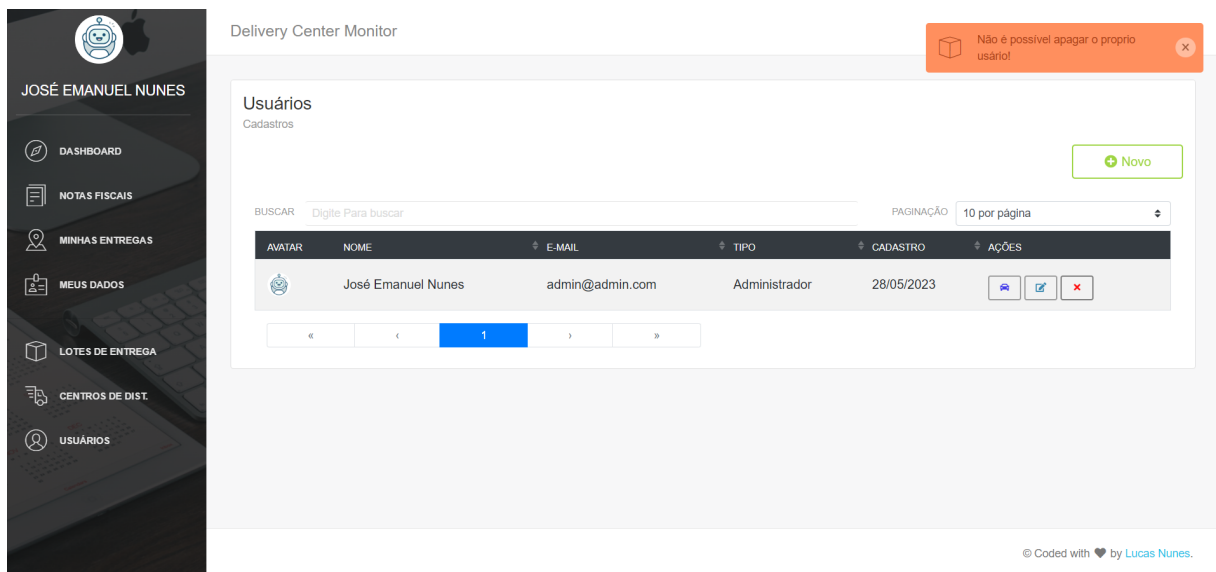 JOSÉ EMANUEL NUNES
DASHBOARD
NOTAS FISCAIS
MINHAS ENTREGAS
MEUS DADOS
LOTES DE ENTREGA
CENTROS DE DIST.
USUÁRIOS
Delivery Center Monitor
Não é possível apagar o proprio
usário!
Usuários
Cadastros
Novo
BUSCAR Digite Para buscar PAGINAÇÃO 10 por página
AVATAR NOME E-MAIL TIPO CADASTRO AÇÕES
José Emanuel Nunes admin@admin.com Administrador 28/05/2023
« ‹ 1 › »
© Coded with ♥ by Lucas Nunes.